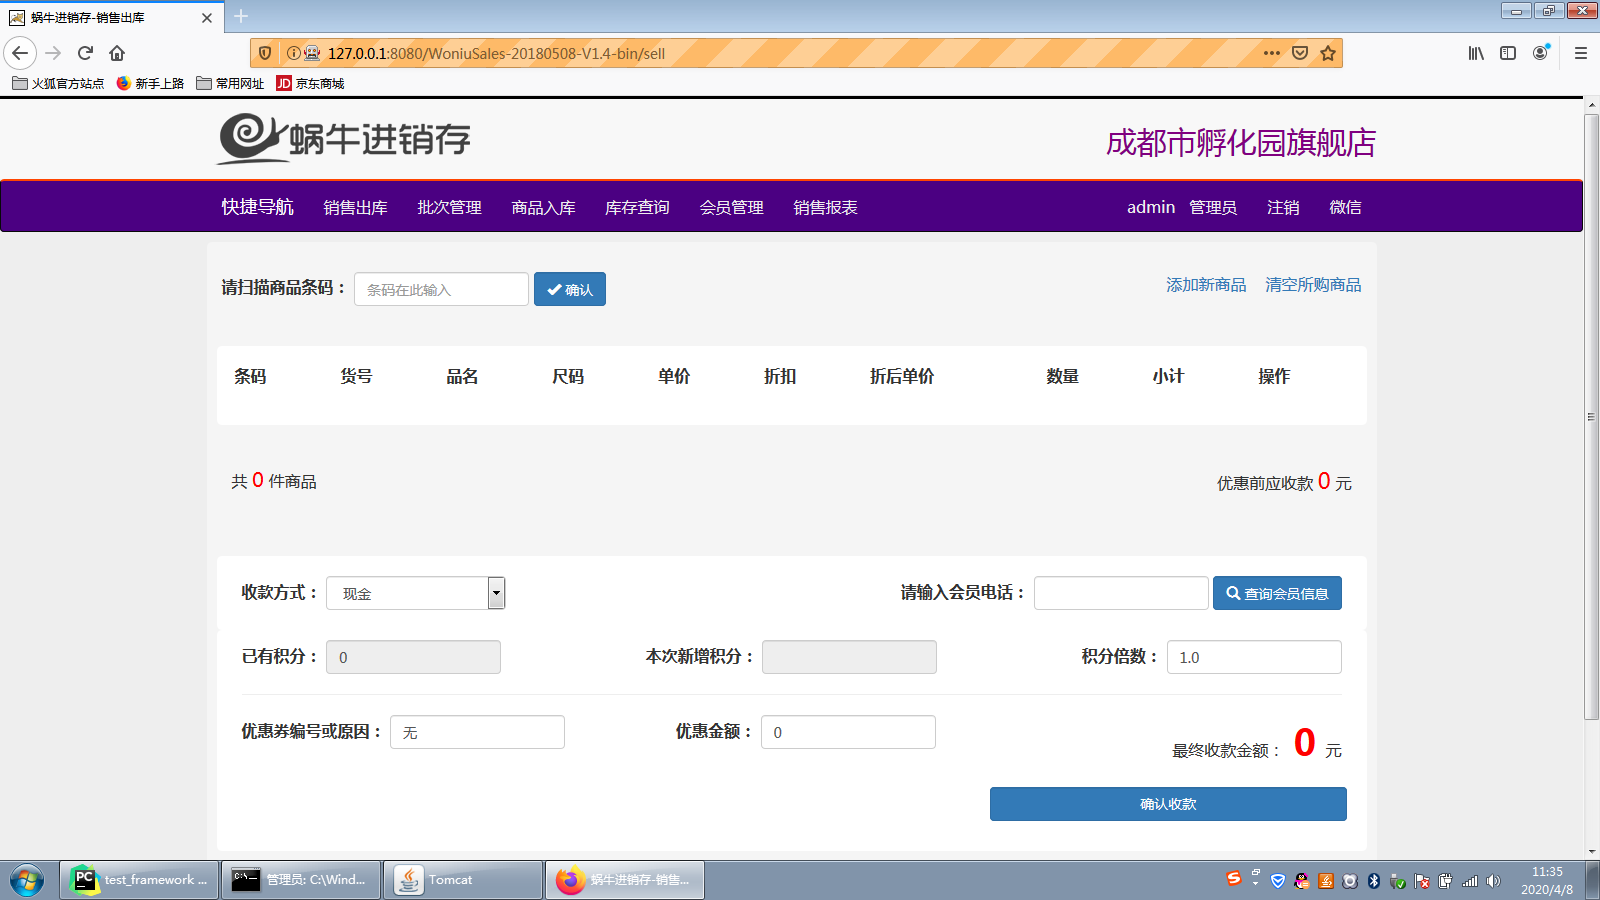 蜗牛进销存-销售出库
127.0.0.1:8080/WoniuSales-20180508-V1.4-bin/sell
火狐官方站点 新手上路 常用网址 JD 京东商城
蜗牛进销存
成都市孵化园旗舰店
快捷导航 销售出库 批次管理 商品入库 库存查询 会员管理 销售报表 admin 管理员 注销 微信
请扫描商品条码： 条码在此输入 确认 添加新商品 清空所购商品
条码 货号 品名 尺码 单价 折扣 折后单价 数量 小计 操作
共 0 件商品 优惠前应收款 0 元
收款方式： 现金 请输入会员电话： 查询会员信息
已有积分： 0 本次新增积分： 积分倍数： 1.0
优惠券编号或原因： 无 优惠金额： 0 最终收款金额： 0 元
确认收款
PC test_framework ... C:\- 管理员: C:\Wind... Tomcat 蜗牛进销存-销售... S 11:35
2020/4/8